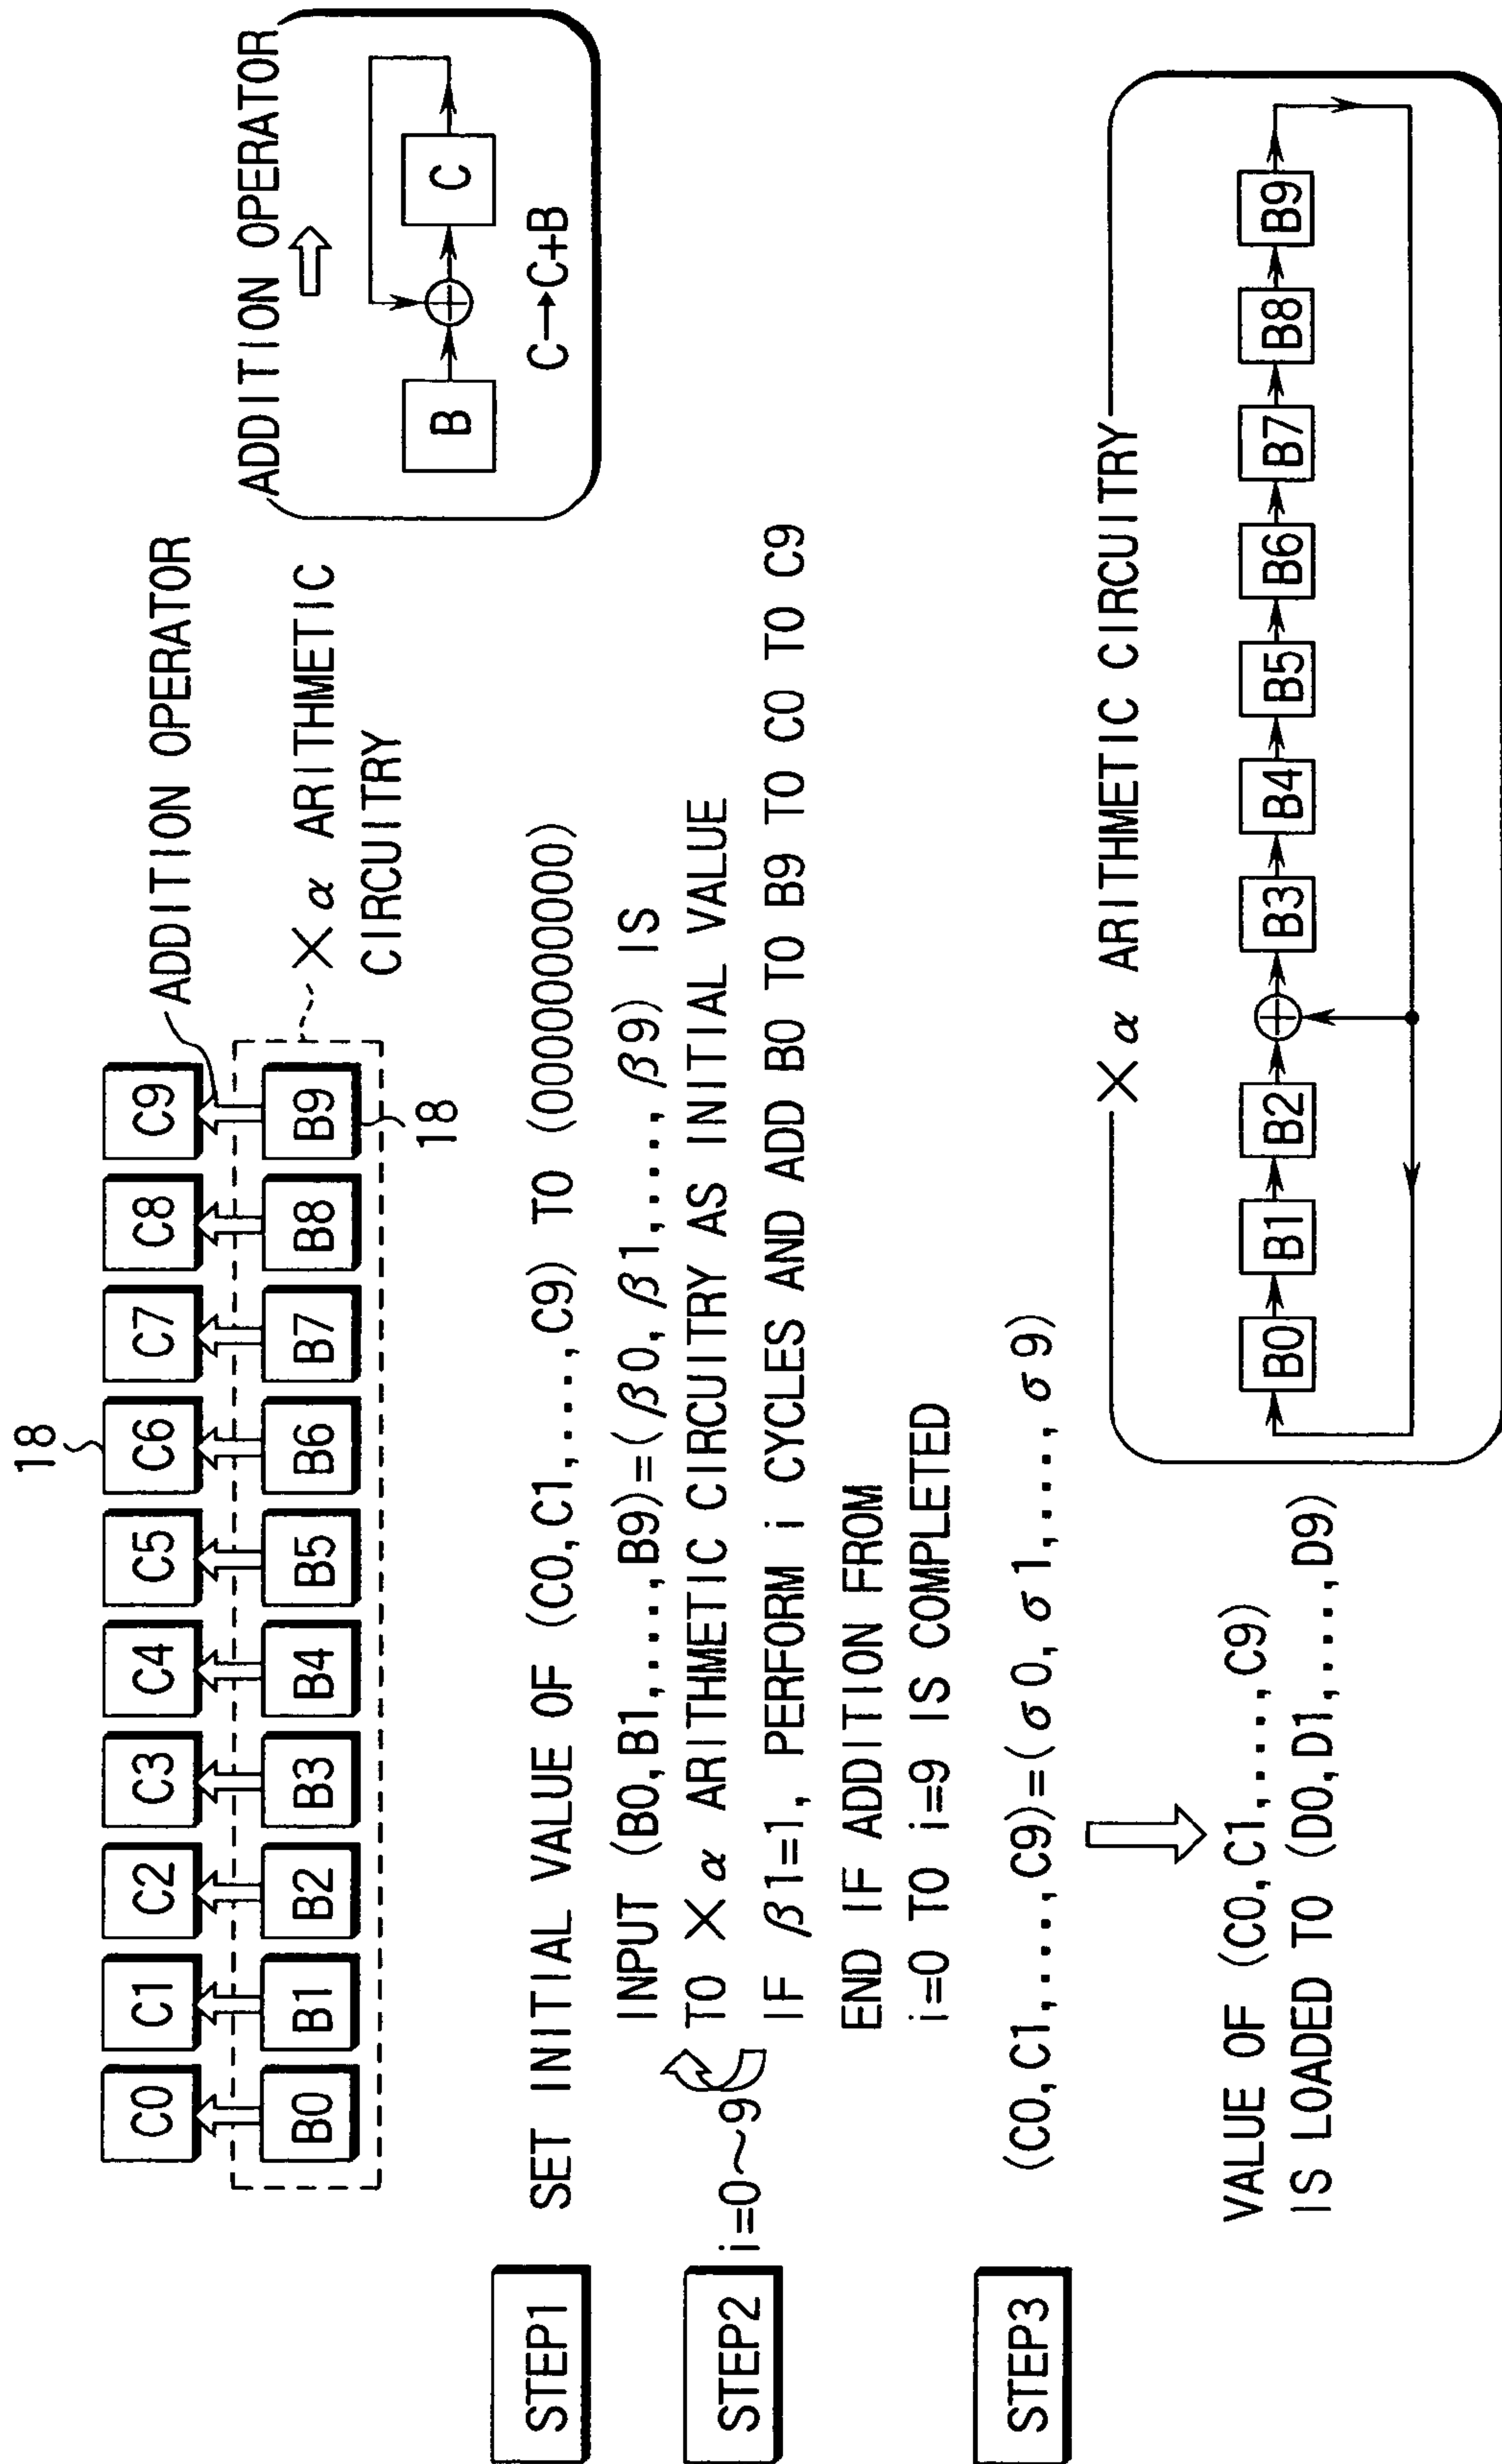 18
C0 C1 C2 C3 C4 C5 C6 C7 C8 C9
ADDITION OPERATOR
B0 B1 B2 B3 B4 B5 B6 B7 B8 B9
× α ARITHMETIC
CIRCUITRY
18
ADDITION OPERATOR
B
C
C→C+B
STEP1
SET INITIAL VALUE OF (C0,C1,...,C9) TO (0000000000)
STEP2
i=0~9
INPUT (B0,B1,...,B9)=(β0,β1,...,β9) IS
TO × α ARITHMETIC CIRCUITRY AS INITIAL VALUE
IF β1=1, PERFORM i CYCLES AND ADD B0 TO B9 TO C0 TO C9
END IF ADDITION FROM
i=0 TO i=9 IS COMPLETED
STEP3
(C0,C1,...,C9)=(σ0,σ1,...,σ9)
VALUE OF (C0,C1,...,C9)
IS LOADED TO (D0,D1,...,D9)
× α ARITHMETIC CIRCUITRY
B0 B1 B2 B3 B4 B5 B6 B7 B8 B9